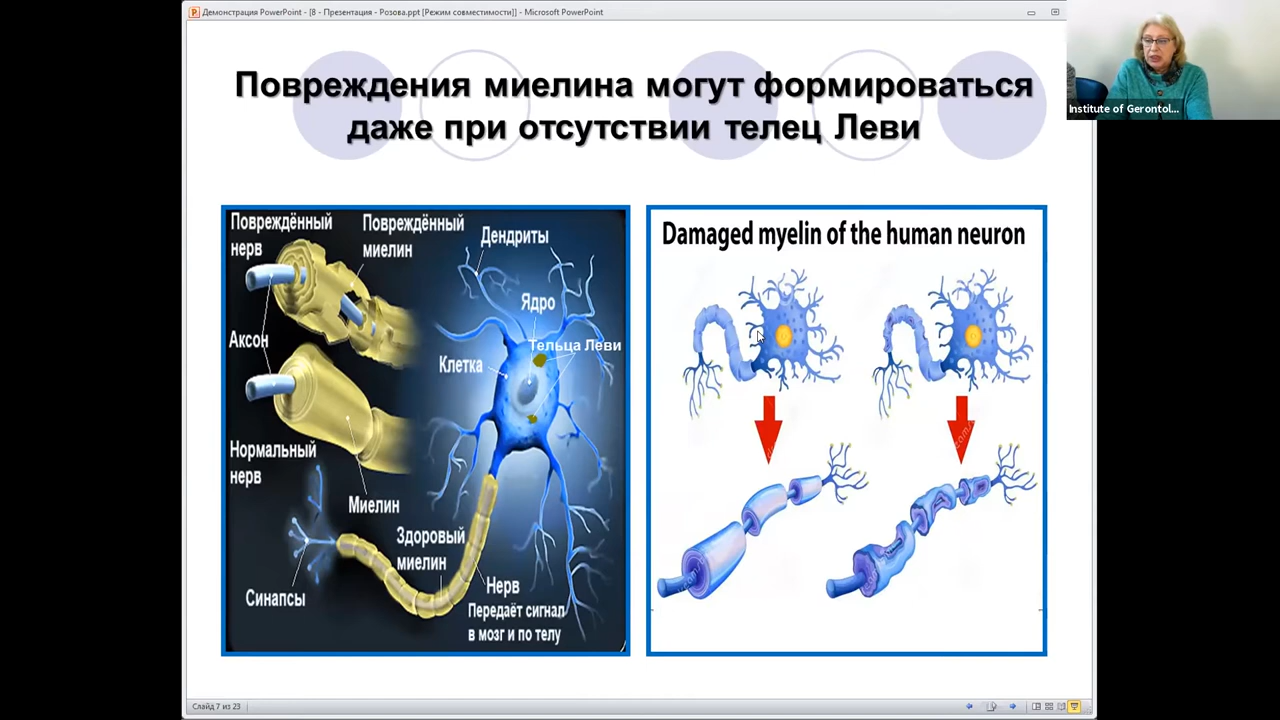 Демонстрация PowerPoint - [8 - Презентация - Розова.ppt [Режим совместимости]] - Microsoft PowerPoint
Institute of Gerontol...
Повреждения миелина могут формироваться
даже при отсутствии телец Леви
Повреждённый
нерв
Повреждённый
миелин
Дендриты
Ядро
Тельца Леви
Аксон
Клетка
Нормальный
нерв
Миелин
Здоровый
миелин
Синапсы
Нерв
Передаёт сигнал
в мозг и по телу
Damaged myelin of the human neuron
Слайд 7 из 23